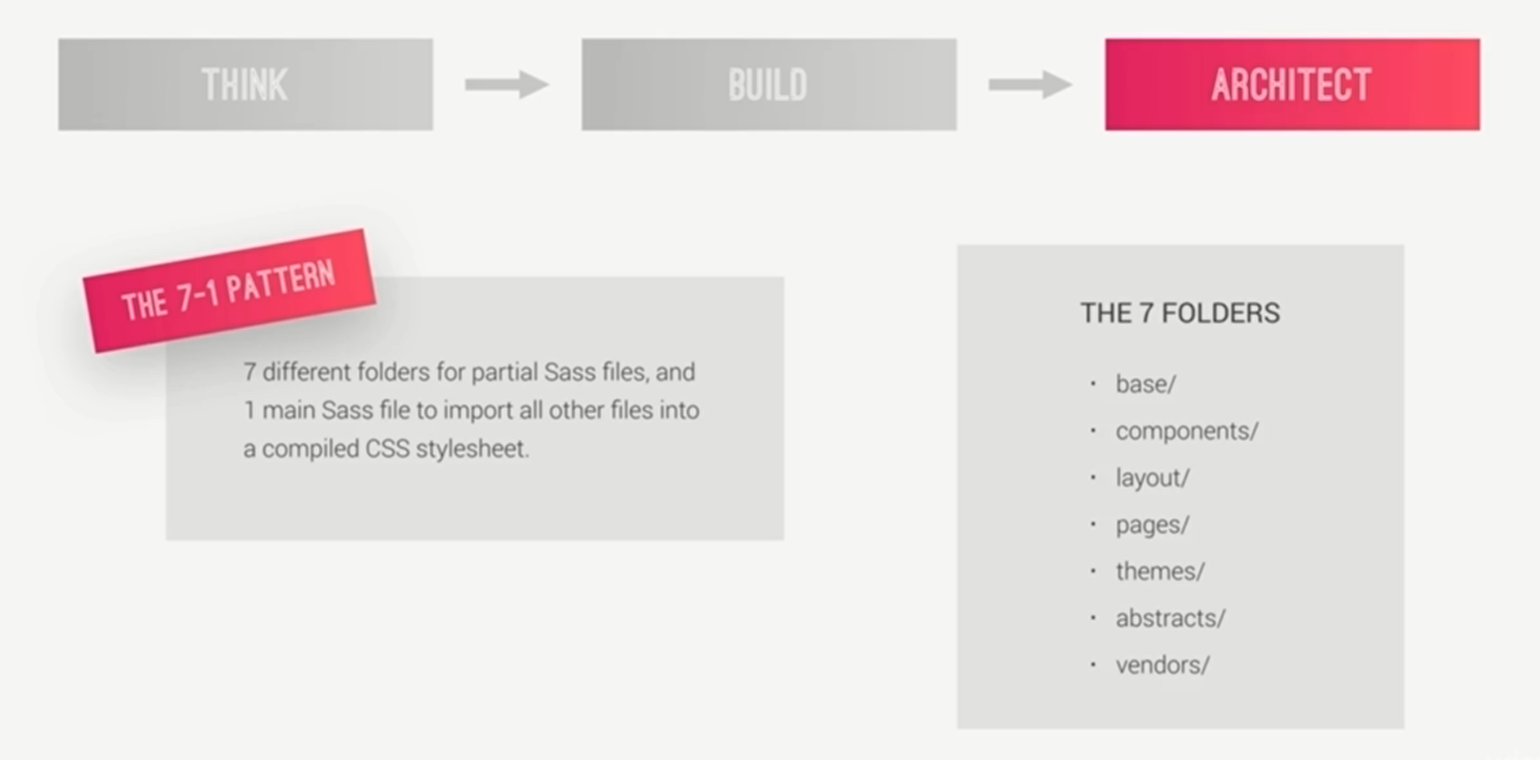 THINK
BUILD
ARCHITECT
THE 7-1 PATTERN
7 different folders for partial Sass files, and
1 main Sass file to import all other files into
a compiled CSS stylesheet.
THE 7 FOLDERS
· base/
· components/
· layout/
· pages/
· themes/
· abstracts/
· vendors/